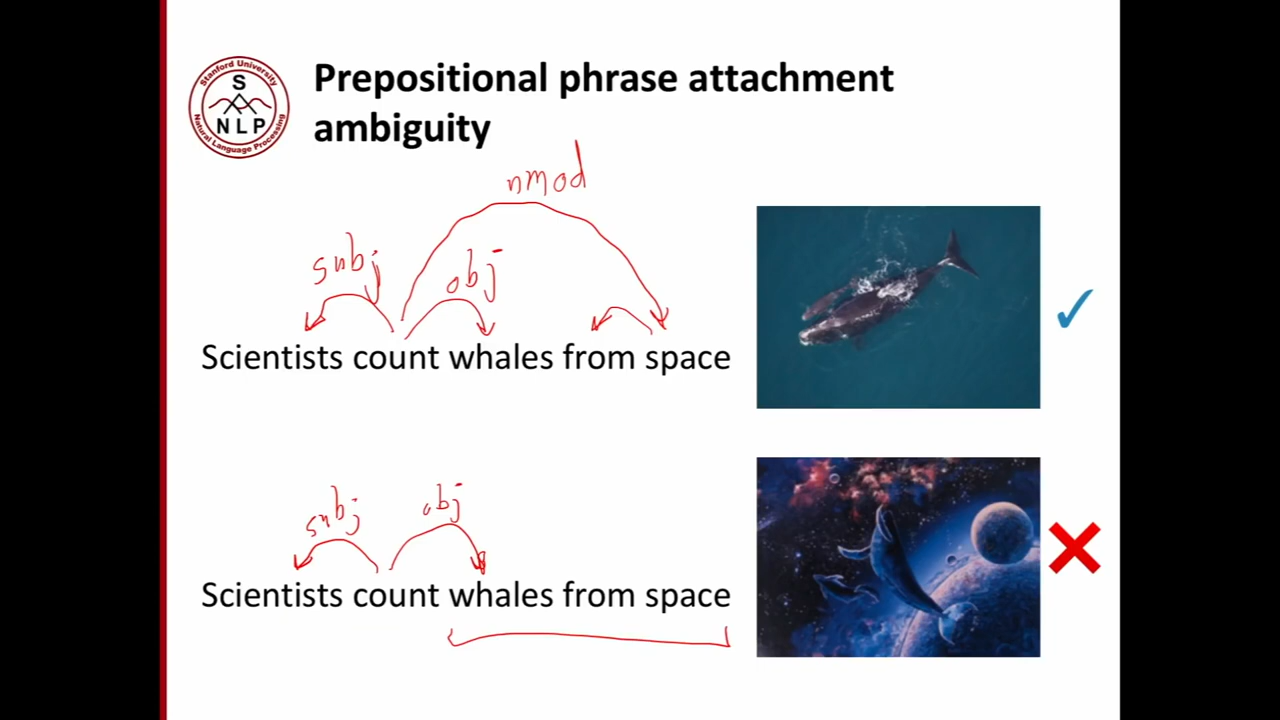 Stanford University
S
NLP
Natural Language Processing
Prepositional phrase attachment
ambiguity
nmod
subj
obj
Scientists count whales from space
subj
obj
Scientists count whales from space